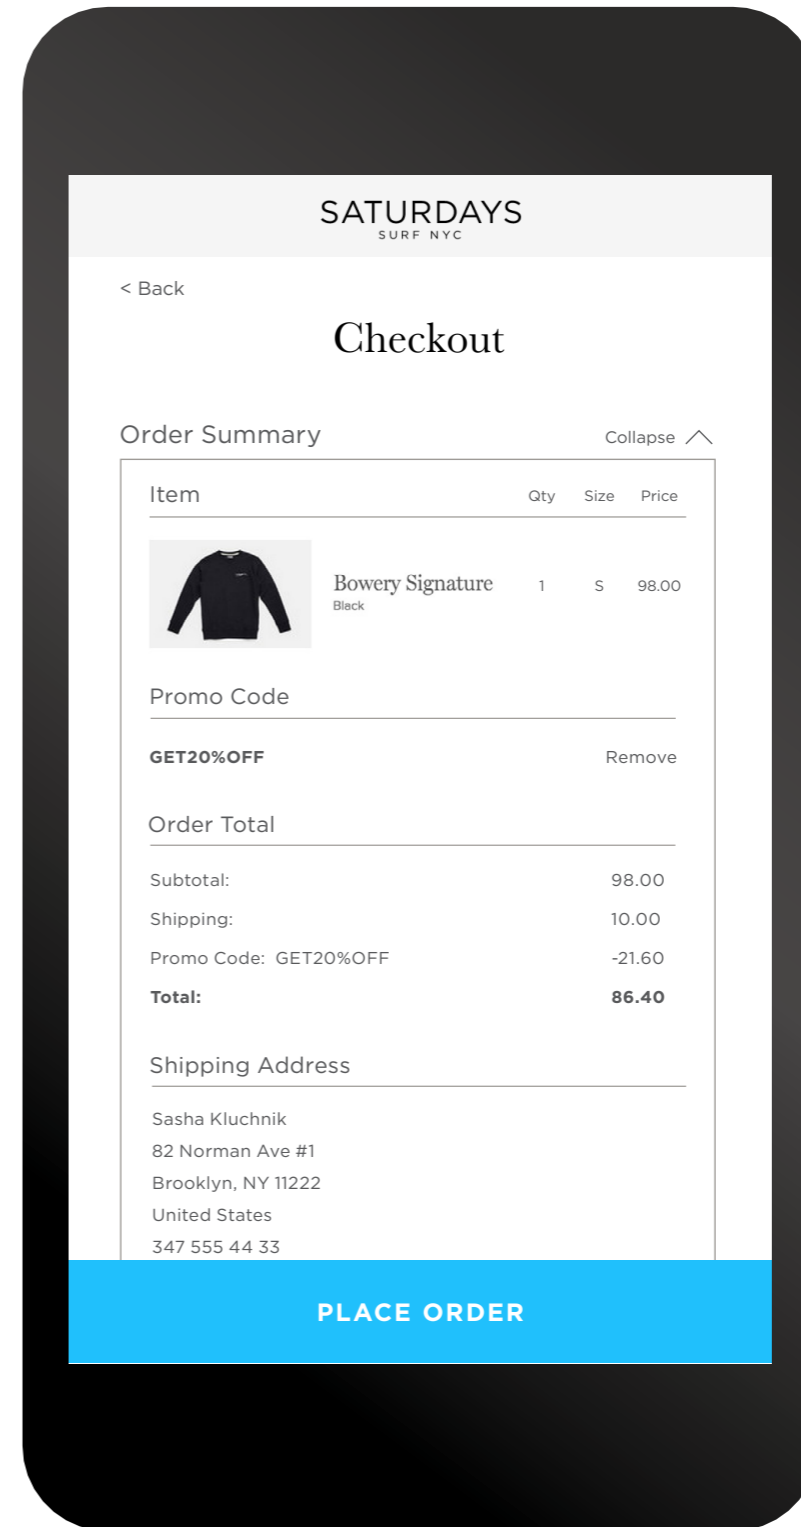 SATURDAYS
SURF NYC
< Back
Checkout
Order Summary Collapse
Item Qty Size Price
Bowery Signature 1 S 98.00
Black
Promo Code
GET20%OFF Remove
Order Total
Subtotal: 98.00
Shipping: 10.00
Promo Code: GET20%OFF -21.60
Total: 86.40
Shipping Address
Sasha Kluchnik
82 Norman Ave #1
Brooklyn, NY 11222
United States
347 555 44 33
PLACE ORDER